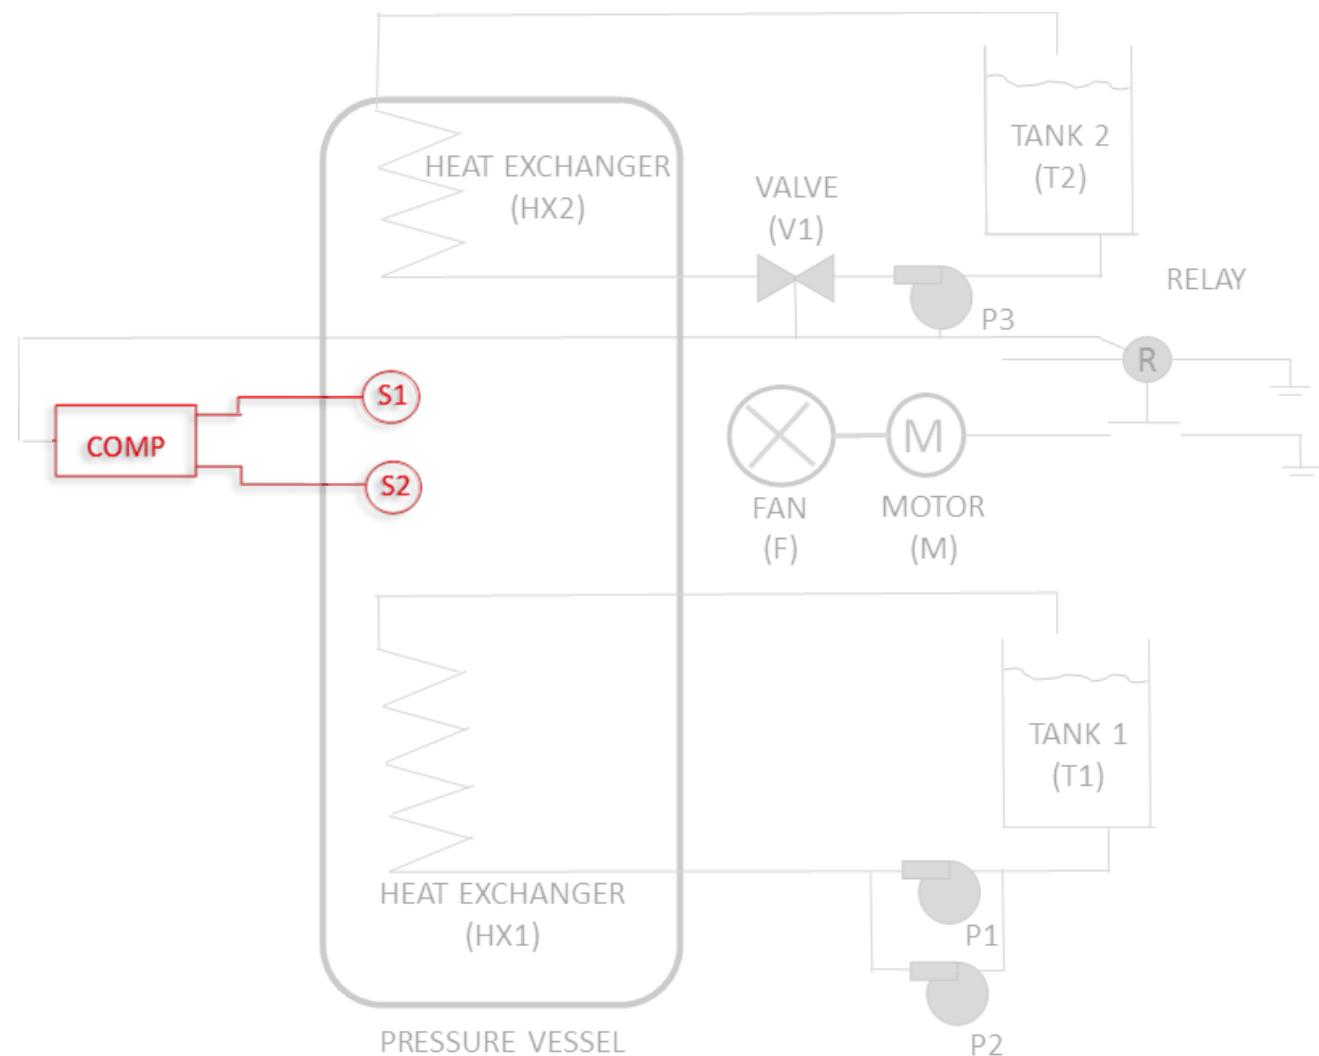 TANK 2
(T2)
HEAT EXCHANGER
(HX2)
VALVE
(V1)
RELAY
P3
R
S1
COMP
M
S2
FAN
(F)
MOTOR
(M)
TANK 1
(T1)
HEAT EXCHANGER
(HX1)
P1
PRESSURE VESSEL
P2